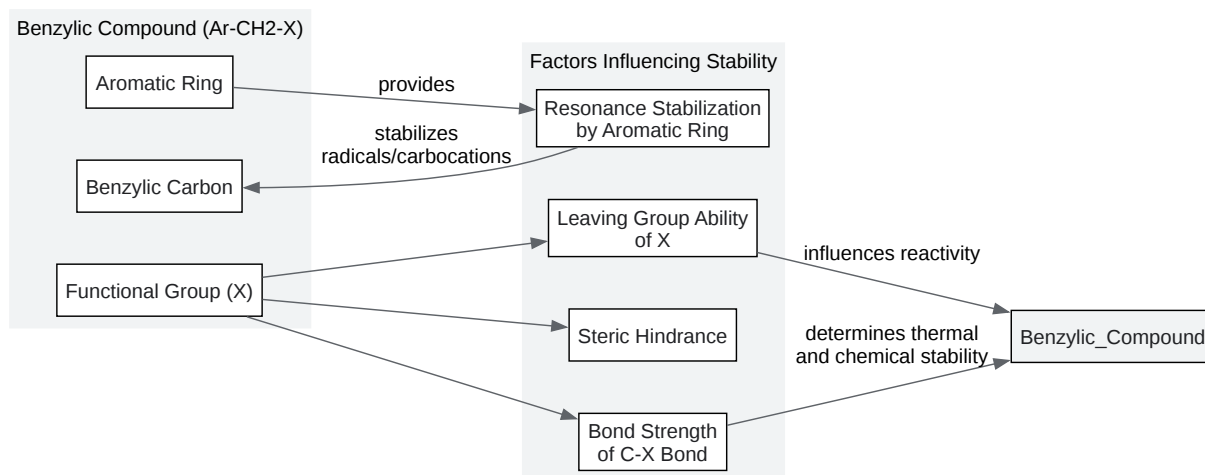 Benzylic Compound (Ar-CH2-X)
Aromatic Ring
Benzylic Carbon
Functional Group (X)
provides
stabilizes
radicals/carbocations
Factors Influencing Stability
Resonance Stabilization
by Aromatic Ring
Leaving Group Ability
of X
Steric Hindrance
Bond Strength
of C-X Bond
influences reactivity
determines thermal
and chemical stability
Benzylic_Compound